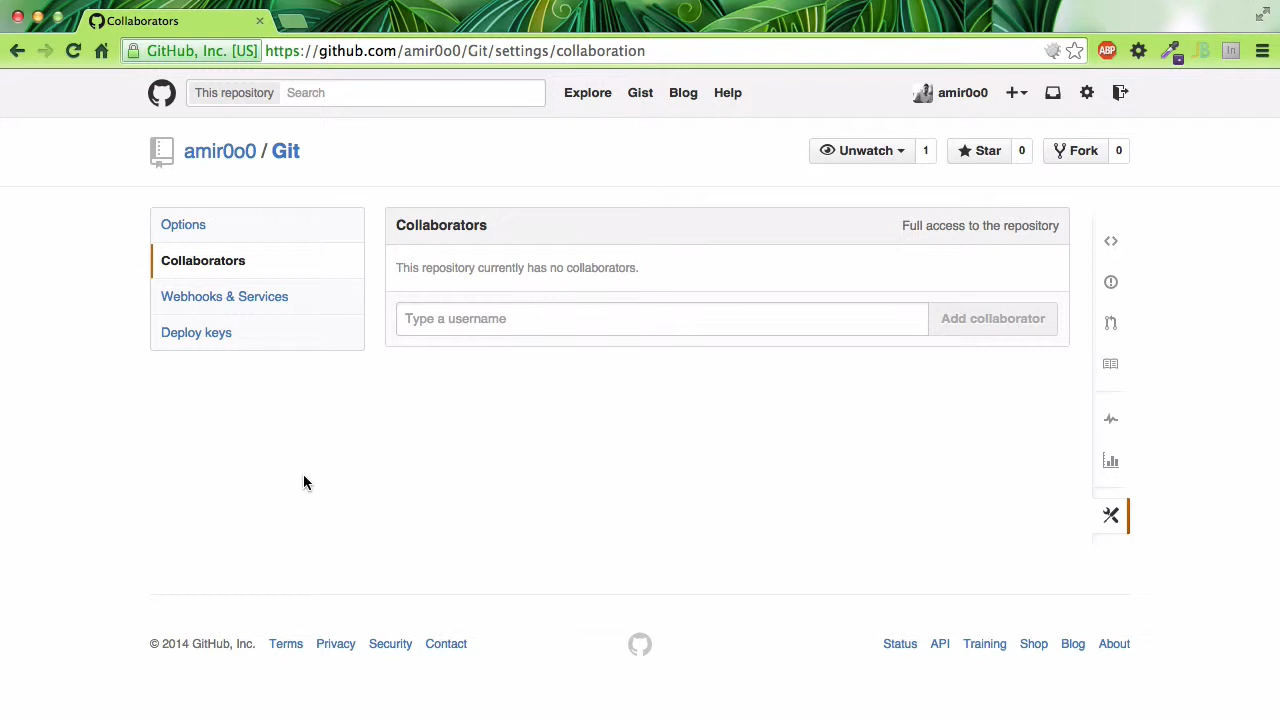 Collaborators
GitHub, Inc. [US] https://github.com/amir0o0/Git/settings/collaboration
ABP
In
This repository Search Explore Gist Blog Help amir0o0
amir0o0 / Git Unwatch 1 Star 0 Fork 0
Options
Collaborators
Webhooks & Services
Deploy keys
Collaborators Full access to the repository
This repository currently has no collaborators.
Type a username Add collaborator
© 2014 GitHub, Inc. Terms Privacy Security Contact Status API Training Shop Blog About